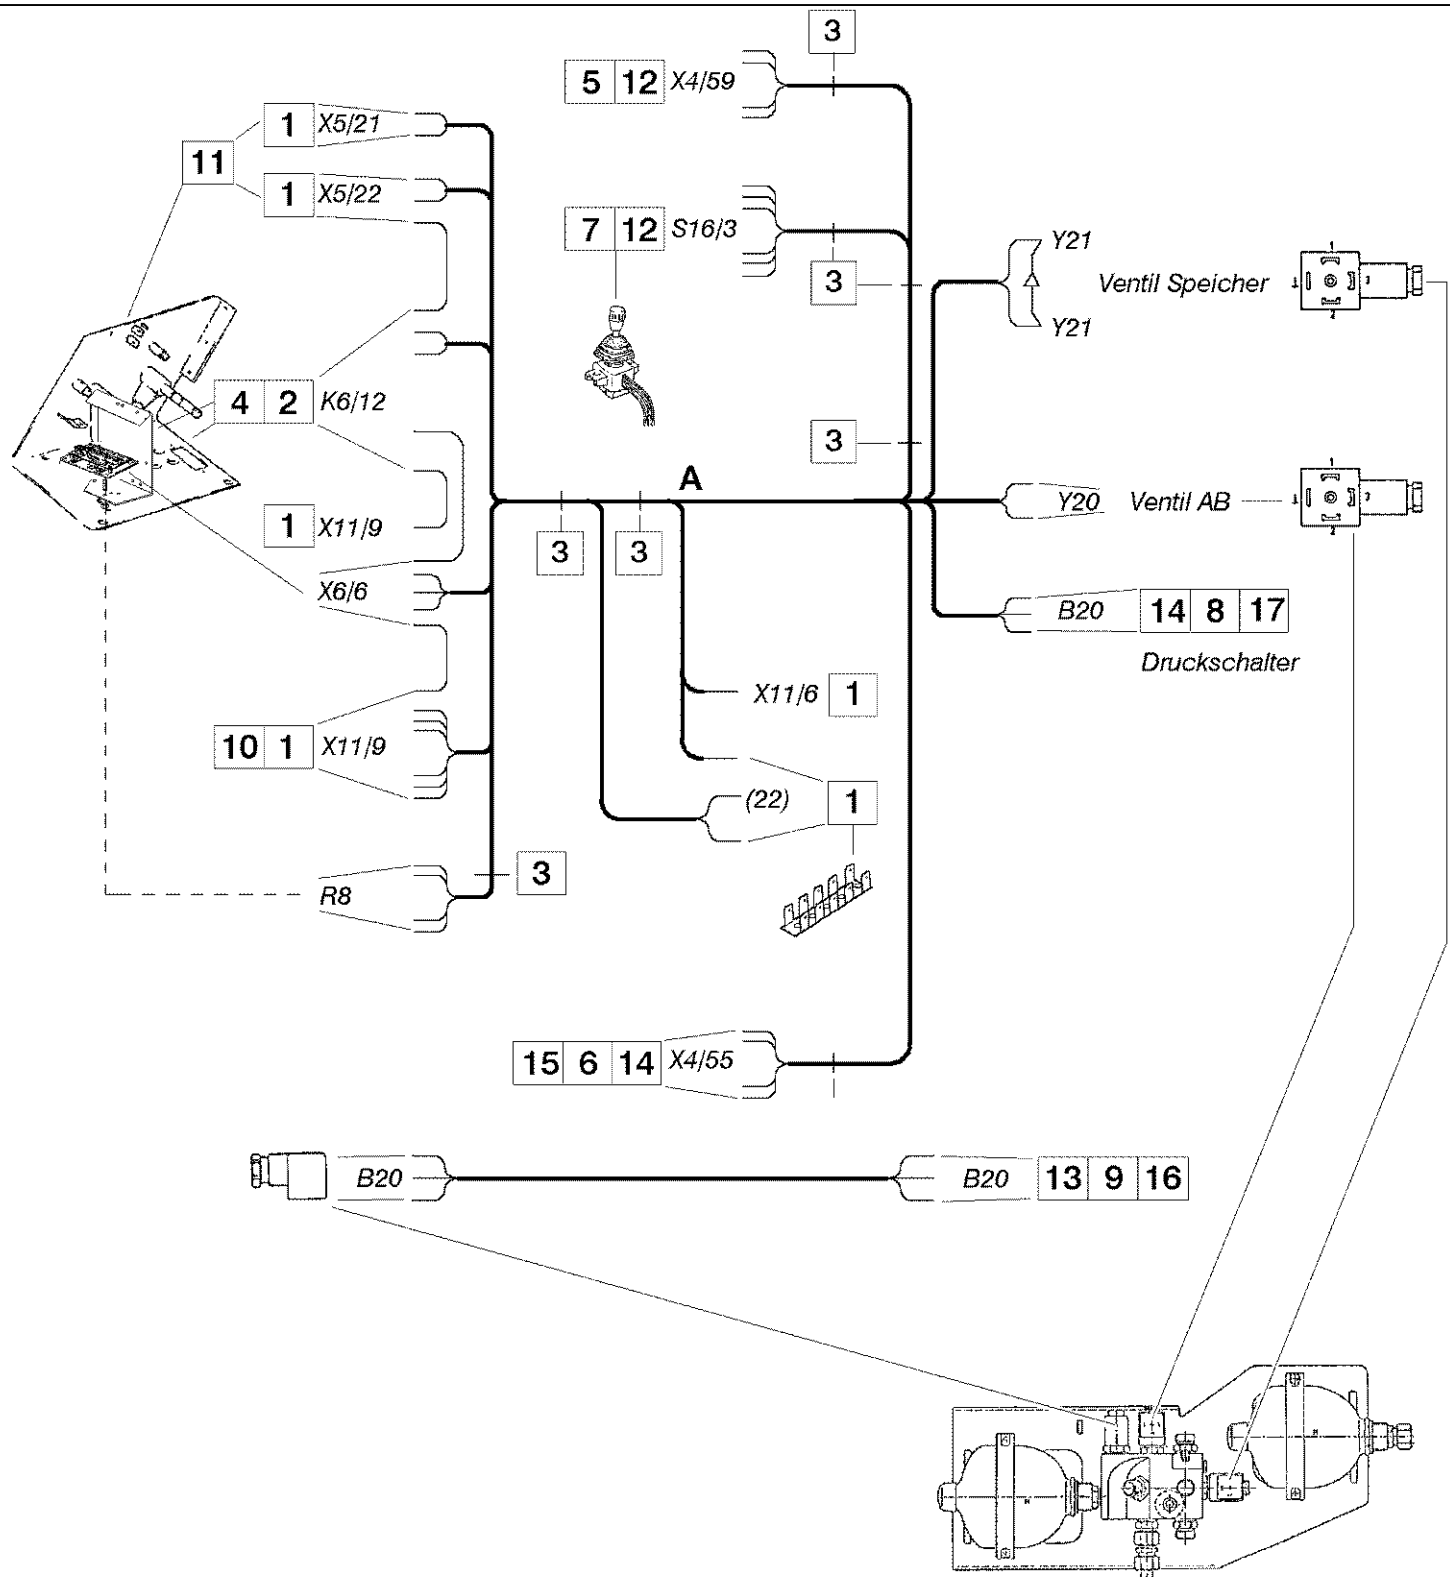 3
5 12 X4/59
1 X5/21
11
1 X5/22
7 12 S16/3
Y21
3
Ventil Speicher
Y21
4 2 K6/12
3
A
Y20 Ventil AB
1 X11/9
3 3
X6/6
B20 14 8 17
Druckschalter
X11/6 1
10 1 X11/9
(22) 1
3
R8
15 6 14 X4/55
B20
B20 13 9 16